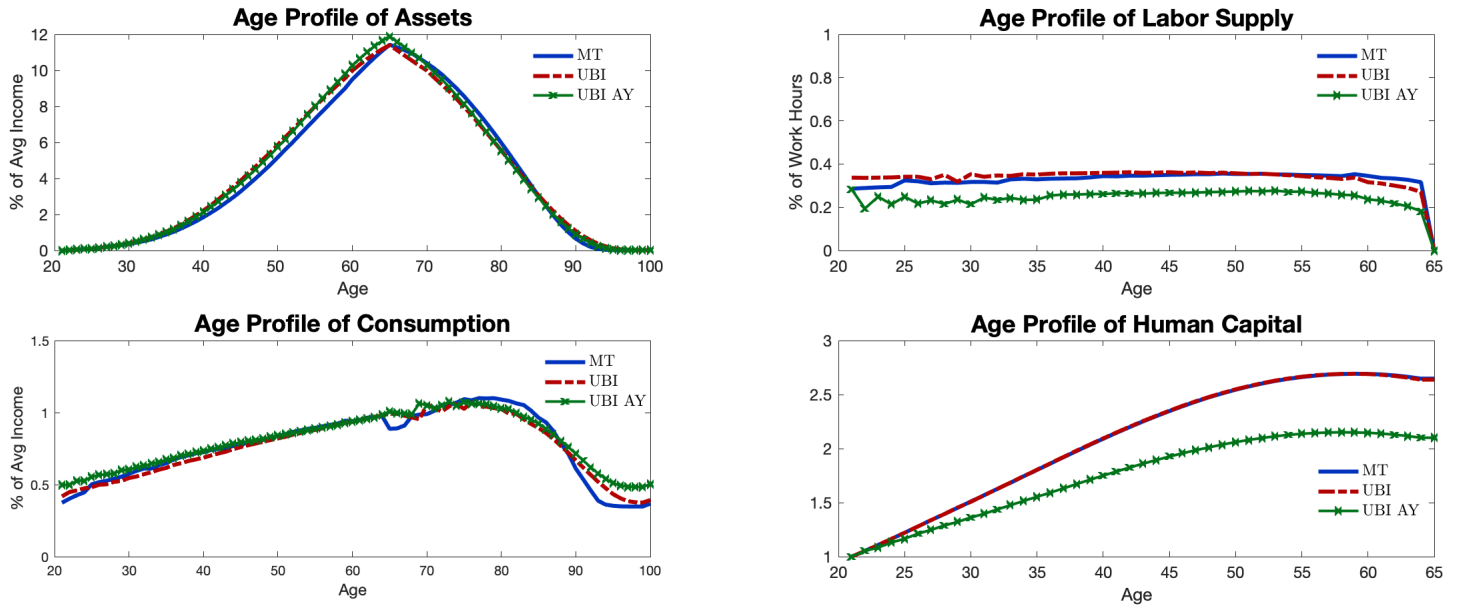 Age Profile of Assets
% of Avg Income
12
10
8
6
4
2
0
20
30
40
50
60
70
80
90
100
Age
MT
UBI
UBI AY
Age Profile of Labor Supply
% of Work Hours
1
0.8
0.6
0.4
0.2
0
20
25
30
35
40
45
50
55
60
65
Age
MT
UBI
UBI AY
Age Profile of Consumption
% of Avg Income
1.5
1
0.5
0
20
30
40
50
60
70
80
90
100
Age
MT
UBI
UBI AY
Age Profile of Human Capital
3
2.5
2
1.5
1
20
25
30
35
40
45
50
55
60
65
Age
MT
UBI
UBI AY